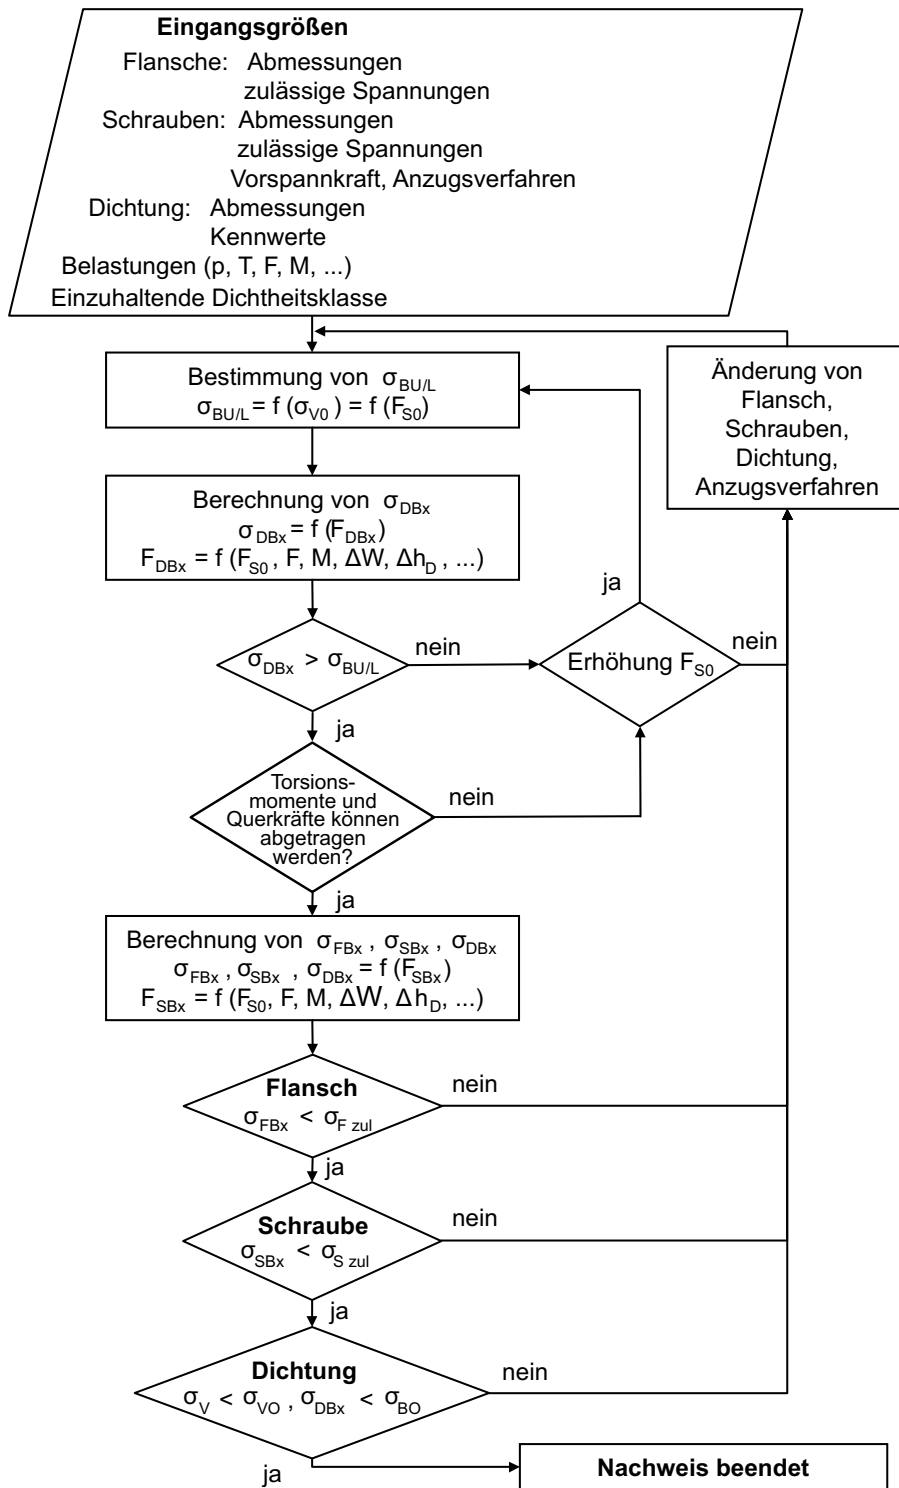 Eingangsgrößen
Flansche: Abmessungen
zulässige Spannungen
Schrauben: Abmessungen
zulässige Spannungen
Vorspannkraft, Anzugsverfahren
Dichtung: Abmessungen
Kennwerte
Belastungen (p, T, F, M, ...)
Einzuhaltende Dichtheitsklasse
Bestimmung von σBU/L
σBU/L = f (σV0 ) = f (FS0)
Änderung von
Flansch,
Schrauben,
Dichtung,
Anzugsverfahren
Berechnung von σDBx
σDBx = f (FDBx)
FDBx = f (FS0 , F, M, ΔW, ΔhD , ...)
ja
σDBx > σBU/L
nein
Erhöhung FS0
nein
ja
Torsions-
momente und
Querkräfte können
abgetragen
werden?
nein
ja
Berechnung von σFBx , σSBx , σDBx
σFBx , σSBx , σDBx = f (FSBx)
FSBx = f (FS0, F, M, ΔW, ΔhD, ...)
Flansch
σFBx < σF zul
nein
ja
Schraube
σSBx < σS zul
nein
ja
Dichtung
σV < σVO , σDBx < σBO
nein
ja
Nachweis beendet